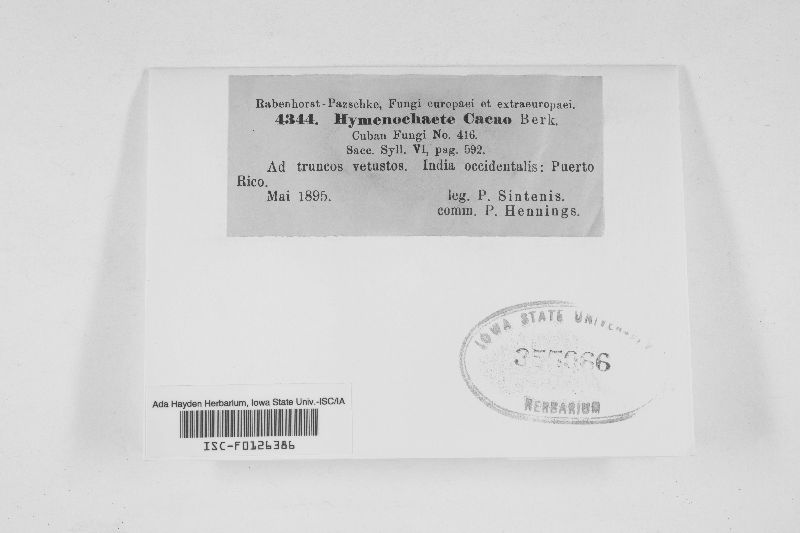 Rabenhorst-Pazschke, Fungi europaei et extraeuropaei.
4344. Hymenochaete Cacao Berk.
Cuban Fungi No. 416.
Sacc. Syll. VI, pag. 592.
Ad truncos vetustos. India occidentalis: Puerto
Rico.
Mai 1895.
leg. P. Sintenis.
comm. P. Hennings.
IOWA STATE UNIVERSITY
HERBARIUM
Ada Hayden Herbarium, Iowa State Univ.-ISC/IA
ISC-F0126386